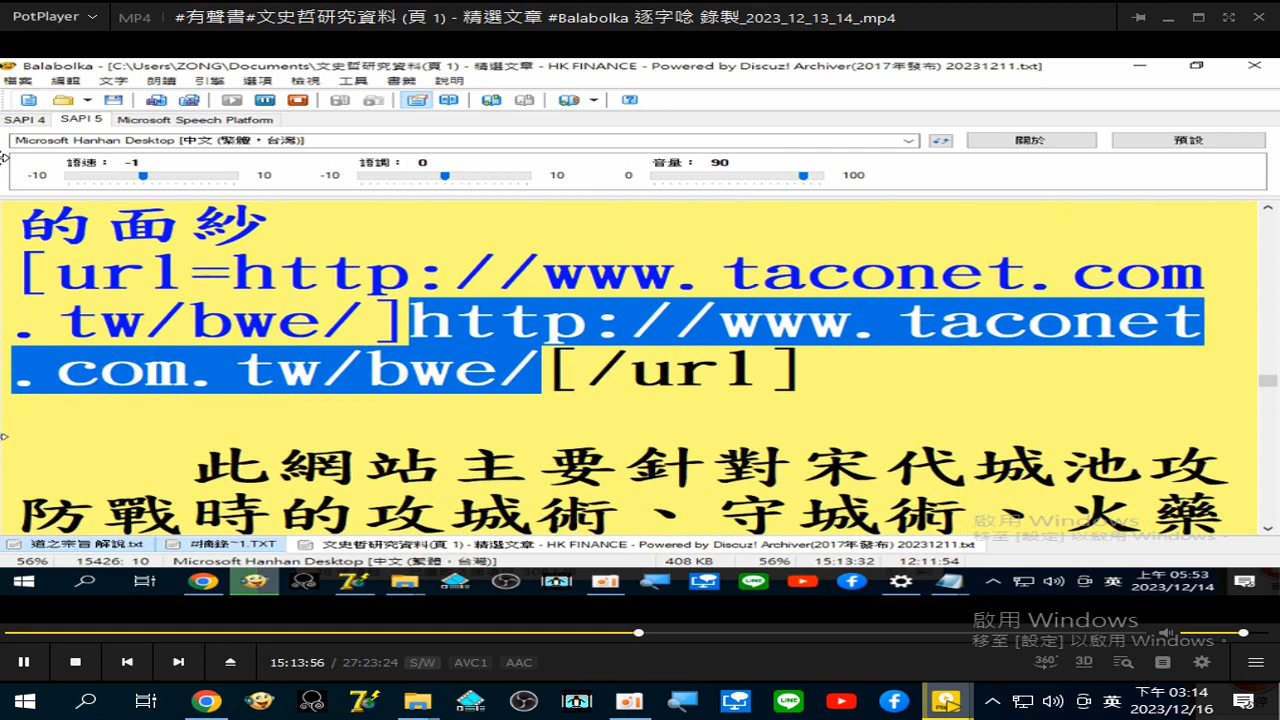 PotPlayer MP4 #有聲書#文史哲研究資料 (頁 1) - 精選文章 #Balabolka 逐字唸 錄製_2023_12_13_14_.mp4
Balabolka - [C:\Users\ZONG\Documents\文史哲研究資料(頁 1) - 精選文章 - HK FINANCE - Powered by Discuz! Archiver(2017年發布) 20231211.txt]
檔案 編輯 文字 朗讀 引擎 選項 檢視 工具 書籤 說明
SAPI 4 SAPI 5 Microsoft Speech Platform
Microsoft Hanhan Desktop [中文 (繁體，台灣)] 關於 預設
語速： -1 語調： 0 音量： 90
-10 10 -10 10 0 100
的面紗
[url=http://www.taconet.com
.tw/bwe/]http://www.taconet
.com.tw/bwe/[/url]
此網站主要針對宋代城池攻
防戰時的攻城術、守城術、火藥
啟用 Windows
移至 [設定] 以啟用 Windows。
道之宗旨 解說.txt #摘錄~1.TXT 文史哲研究資料(頁 1) - 精選文章 - HK FINANCE - Powered by Discuz! Archiver(2017年發布) 20231211.txt
56% 15426: 10 Microsoft Hanhan Desktop [中文 (繁體，台灣)] 408 KB 56% 15:13:32 12:11:54
英 上午 05:53
2023/12/14
啟用 Windows
移至 [設定] 以啟用 Windows。
15:13:56 / 27:23:24 S/W AVC1 AAC 360° 3D
英 下午 03:14
2023/12/16